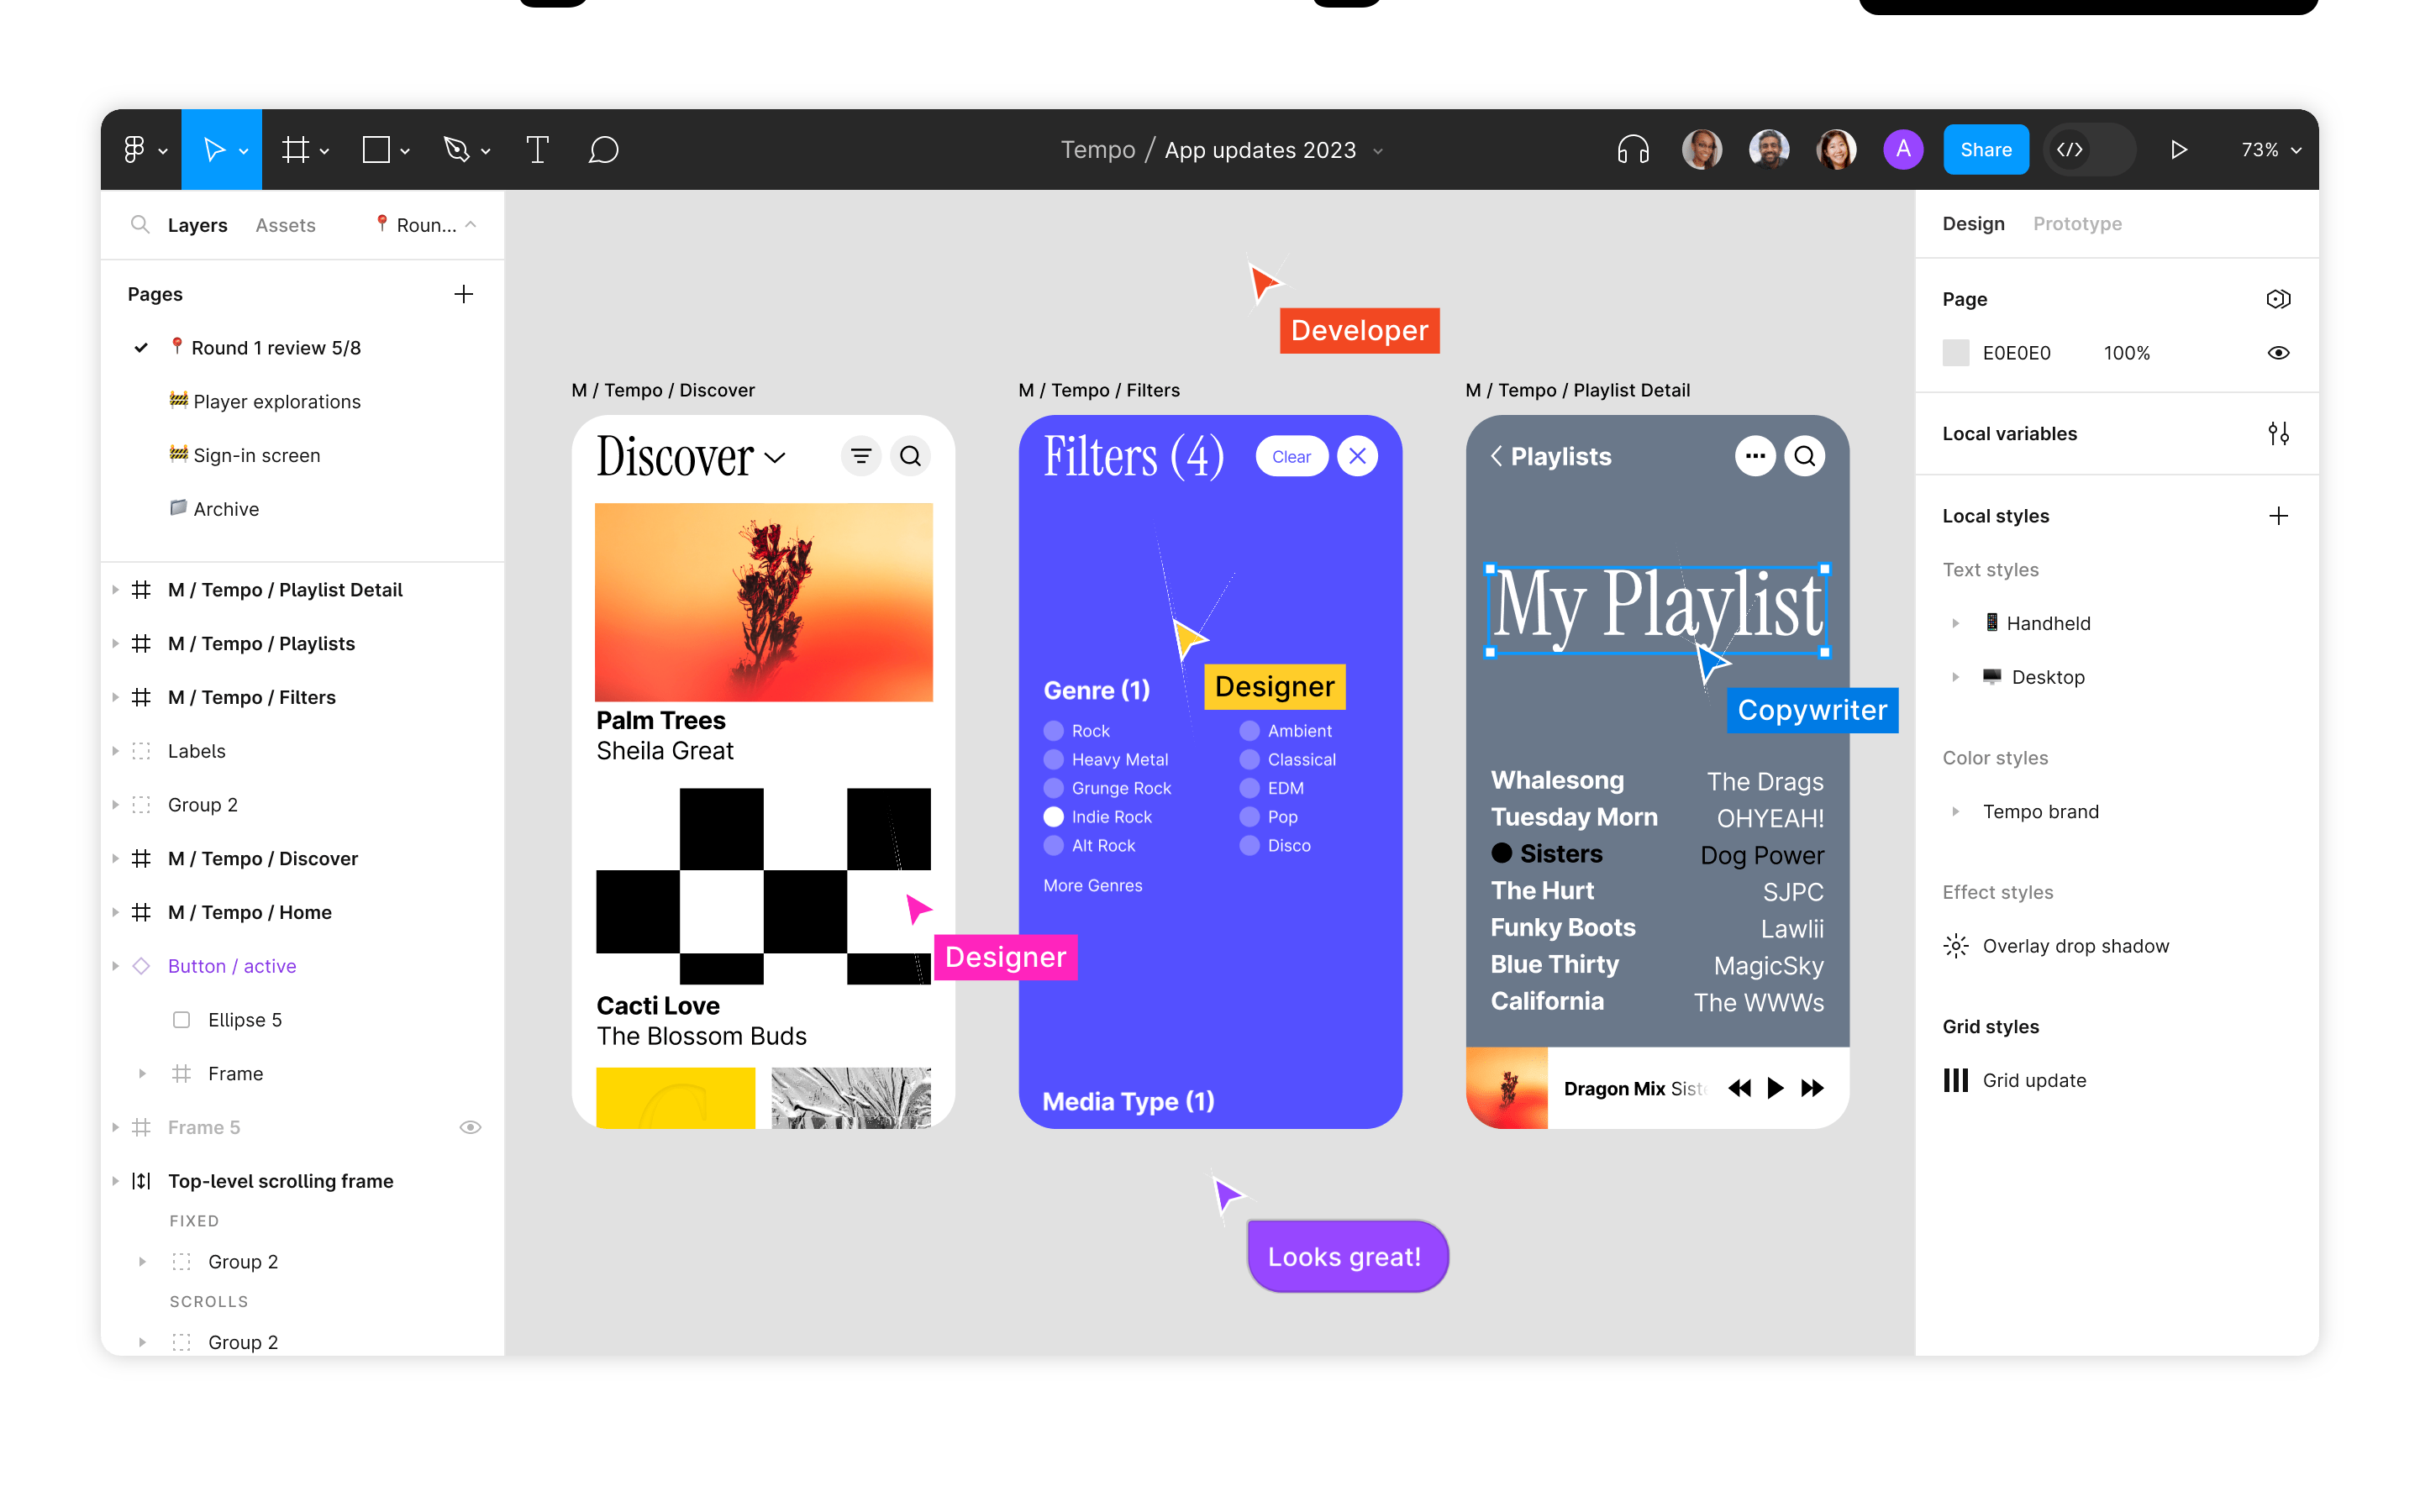 Tempo / App updates 2023
A
Share
73%
Layers
Assets
Roun...
Pages
Round 1 review 5/8
Player explorations
Sign-in screen
Archive
M / Tempo / Playlist Detail
M / Tempo / Playlists
M / Tempo / Filters
Labels
Group 2
M / Tempo / Discover
M / Tempo / Home
Button / active
Ellipse 5
Frame
Frame 5
Top-level scrolling frame
FIXED
Group 2
SCROLLS
Group 2
Developer
M / Tempo / Discover
Discover
Palm Trees
Sheila Great
Cacti Love
The Blossom Buds
Designer
M / Tempo / Filters
Filters (4)
Clear
Designer
Genre (1)
Rock
Heavy Metal
Grunge Rock
Indie Rock
Alt Rock
Ambient
Classical
EDM
Pop
Disco
More Genres
Media Type (1)
Looks great!
M / Tempo / Playlist Detail
Playlists
My Playlist
Copywriter
Whalesong The Drags
Tuesday Morn OHYEAH!
Sisters Dog Power
The Hurt SJPC
Funky Boots Lawlii
Blue Thirty MagicSky
California The WWWs
Dragon Mix Siste
Design
Prototype
Page
E0E0E0 100%
Local variables
Local styles
Text styles
Handheld
Desktop
Color styles
Tempo brand
Effect styles
Overlay drop shadow
Grid styles
Grid update